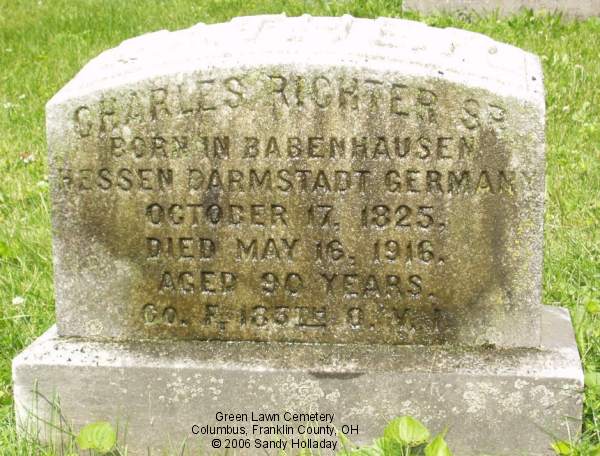 CHARLES RICHTER SR
BORN IN BABENHAUSEN
HESSEN DARMSTADT GERMANY
OCTOBER 17, 1825.
DIED MAY 16, 1916.
AGED 90 YEARS.
CO. F, O. V. I.
Green Lawn Cemetery
Columbus, Franklin County, OH
© 2006 Sandy Holladay